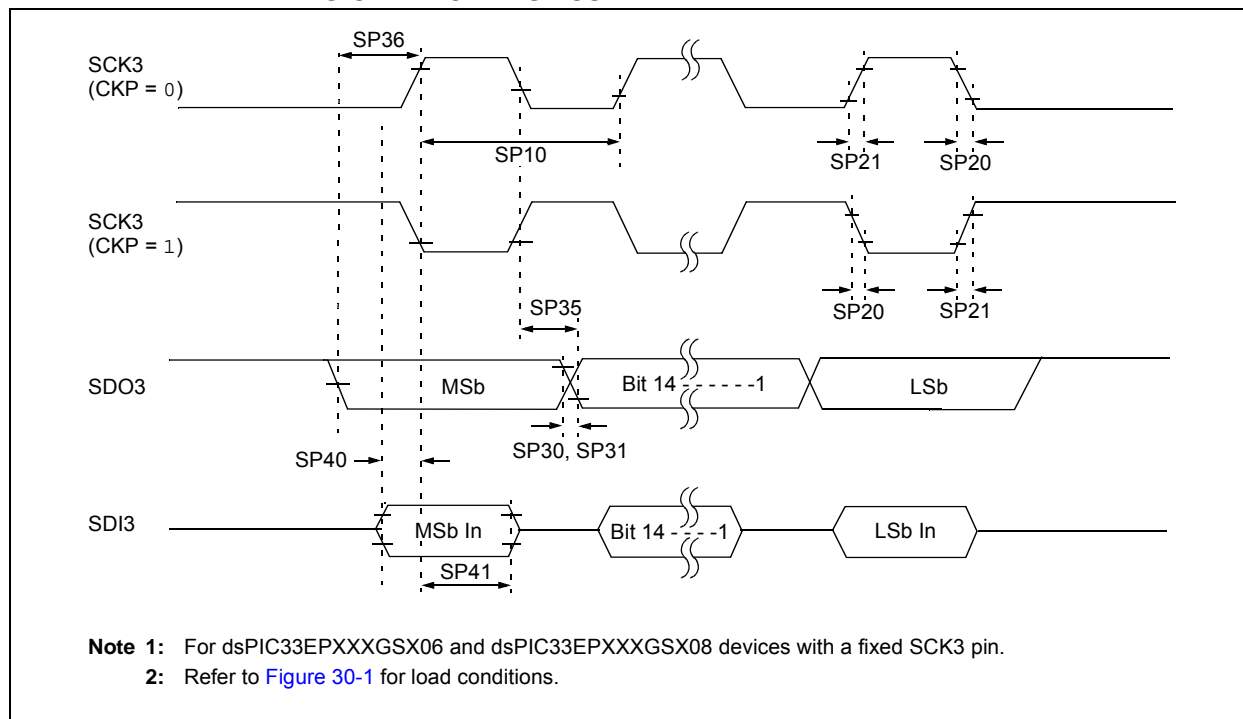 SP36
SCK3
(CKP = 0)
SP10
SP21
SP20
SCK3
(CKP = 1)
SP35
SP20
SP21
SDO3
MSb
Bit 14 - - - - - -1
LSb
SP40
SP30, SP31
SDI3
MSb In
Bit 14 - - - - -1
LSb In
SP41
Note 1: For dsPIC33EPXXXGSX06 and dsPIC33EPXXXGSX08 devices with a fixed SCK3 pin.
2: Refer to Figure 30-1 for load conditions.